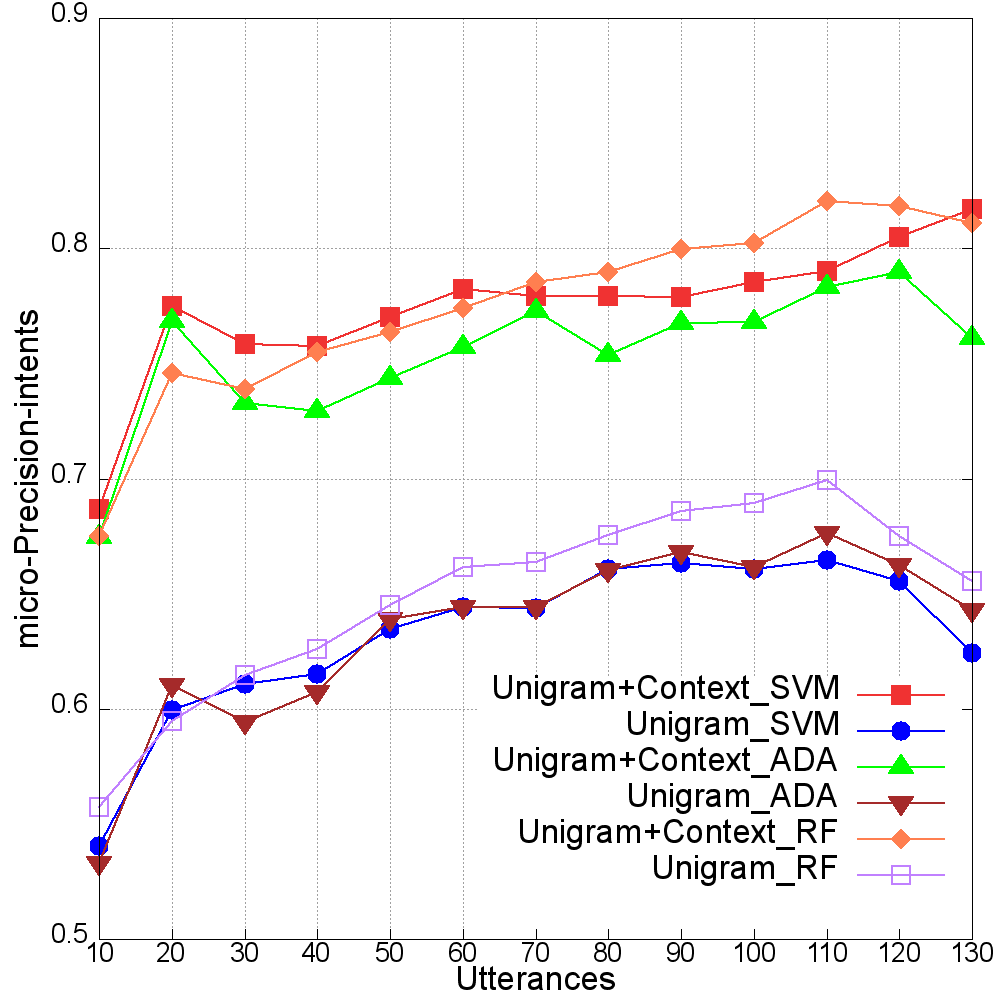 0.9
0.8
0.7
0.6
0.5
micro-Precision-intents
Unigram+Context_SVM
Unigram_SVM
Unigram+Context_ADA
Unigram_ADA
Unigram+Context_RF
Unigram_RF
10 20 30 40 50 60 70 80 90 100 110 120 130
Utterances